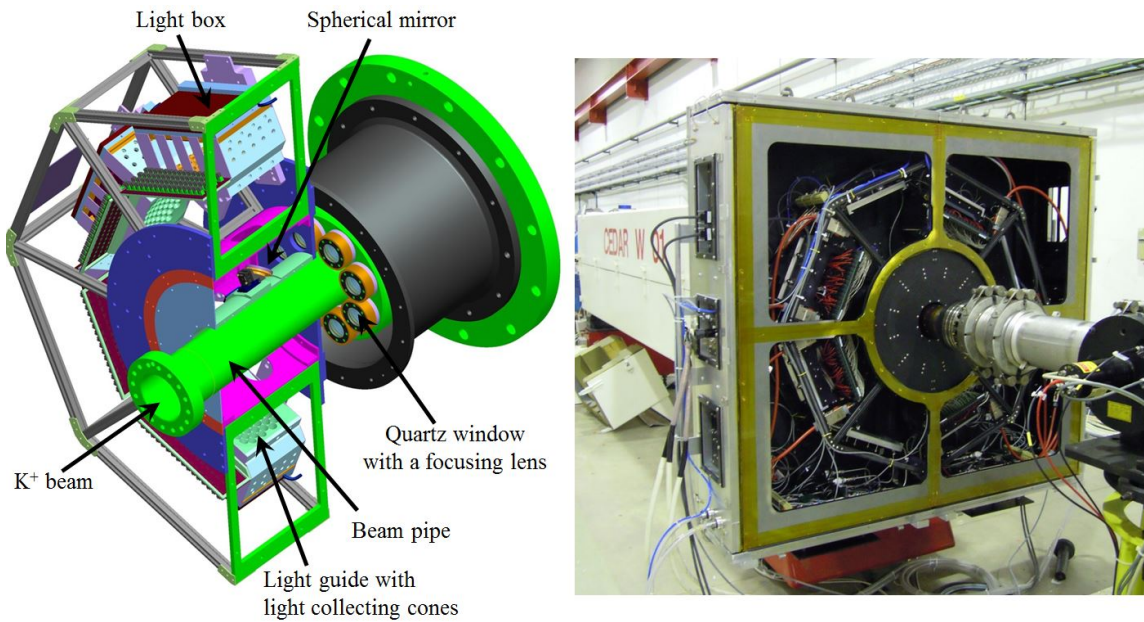 Light box
Spherical mirror
CEDAR W 01
Quartz window
with a focusing lens
K⁺ beam
Beam pipe
Light guide with
light collecting cones